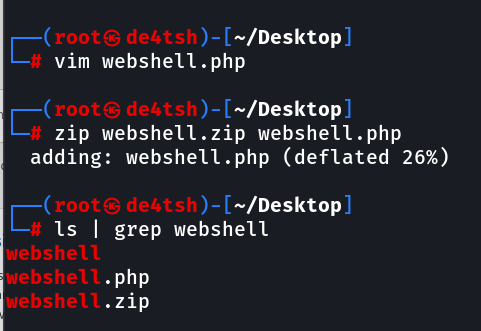 ┌──(root㉿de4tsh)-[~/Desktop]
└─# vim webshell.php
┌──(root㉿de4tsh)-[~/Desktop]
└─# zip webshell.zip webshell.php
  adding: webshell.php (deflated 26%)
┌──(root㉿de4tsh)-[~/Desktop]
└─# ls | grep webshell
webshell
webshell.php
webshell.zip